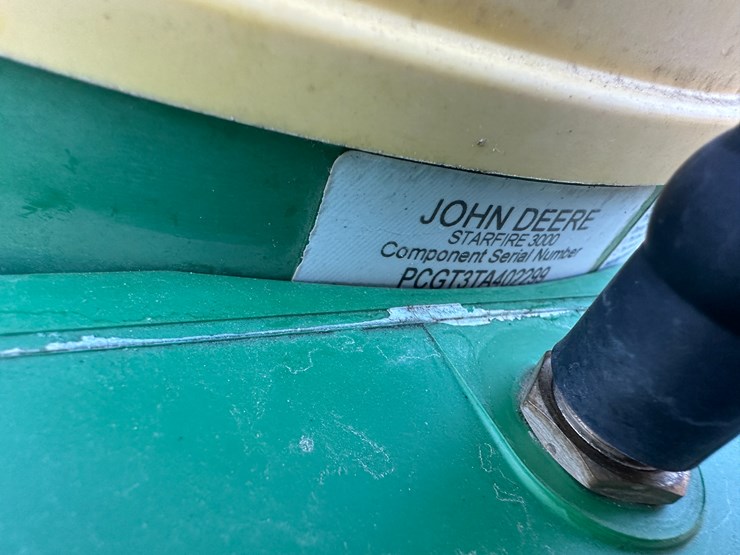 JOHN DEERE
STARFIRE 3000
Component Serial Number
PCGT3TA402299